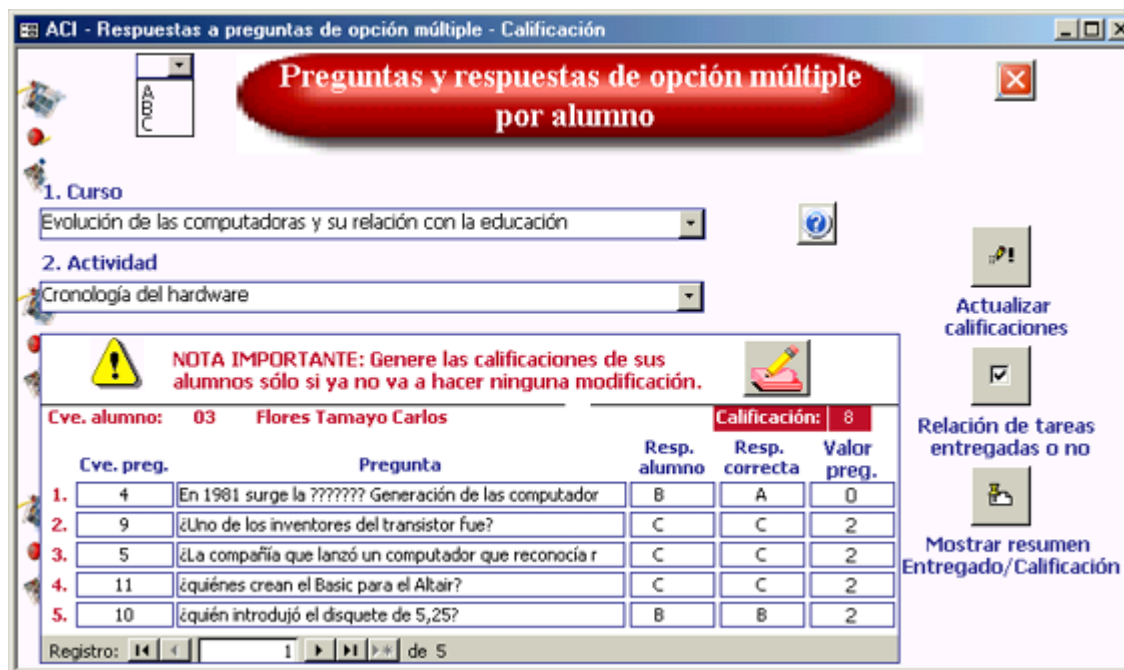 ACI - Respuestas a preguntas de opción múltiple - Calificación
A
B
C
Preguntas y respuestas de opción múltiple
por alumno
1. Curso
Evolución de las computadoras y su relación con la educación
2. Actividad
Cronología del hardware
Actualizar
calificaciones
NOTA IMPORTANTE: Genere las calificaciones de sus
alumnos sólo si ya no va a hacer ninguna modificación.
Relación de tareas
entregadas o no
Mostrar resumen
Entregado/Calificación
Cve. alumno: 03 Flores Tamayo Carlos Calificación: 8
Cve. preg. Pregunta Resp. alumno Resp. correcta Valor preg.
1. 4 En 1981 surge la ??????? Generación de las computador B A 0
2. 9 ¿Uno de los inventores del transistor fue? C C 2
3. 5 ¿La compañía que lanzó un computador que reconocía r C C 2
4. 11 ¿quiénes crean el Basic para el Altair? C C 2
5. 10 ¿quién introdujó el disquete de 5,25? B B 2
Registro: 1 de 5